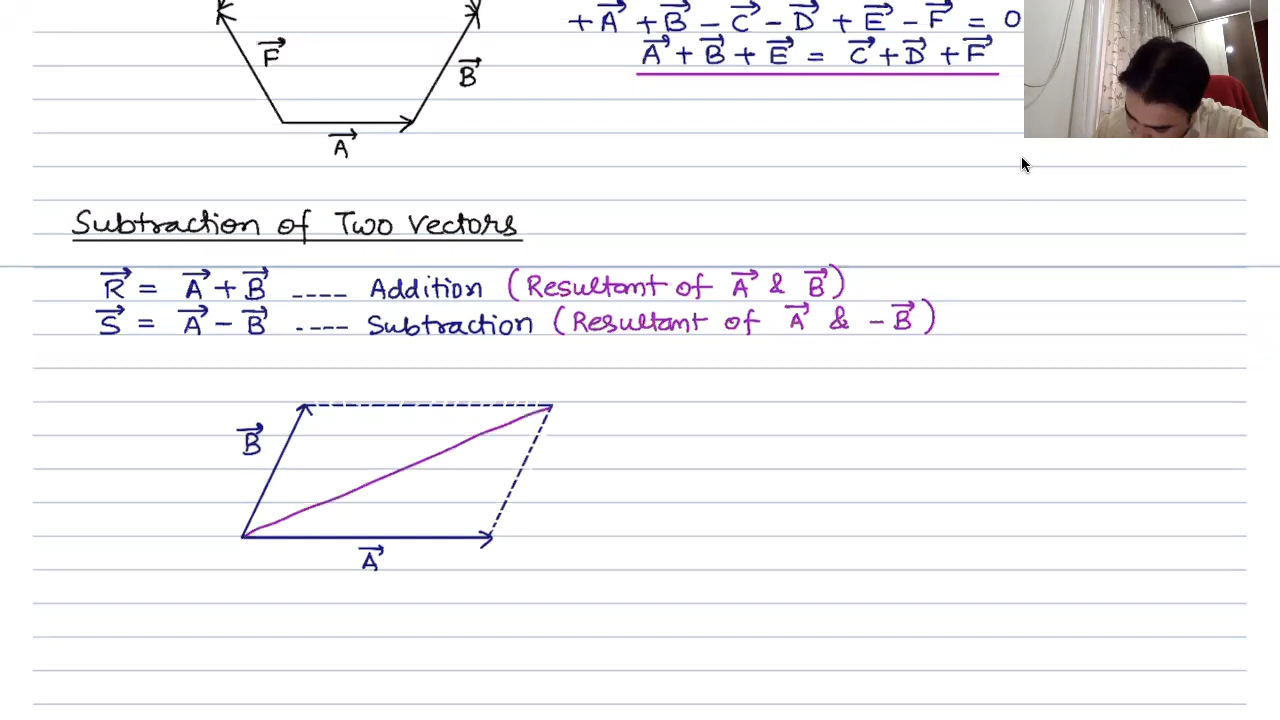 +A⃗ +B⃗ − C⃗ − D⃗ + E⃗ − F⃗ = 0
A⃗ + B⃗ + E⃗ = C⃗ + D⃗ + F⃗
F⃗
B⃗
A⃗
Subtraction of Two Vectors
R⃗ = A⃗ + B⃗ ---- Addition (Resultant of A⃗ & B⃗)
S⃗ = A⃗ − B⃗ ---- Subtraction (Resultant of A⃗ & −B⃗)
B⃗
A⃗